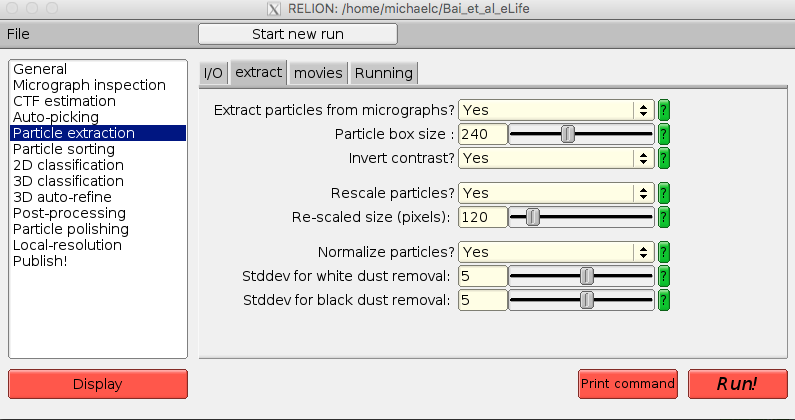 RELION: /home/michaelc/Bai_et_al_eLife
File
Start new run
General
Micrograph inspection
CTF estimation
Auto-picking
Particle extraction
Particle sorting
2D classification
3D classification
3D auto-refine
Post-processing
Particle polishing
Local-resolution
Publish!
I/O extract movies Running
Extract particles from micrographs? Yes ?
Particle box size : 240 ?
Invert contrast? Yes ?
Rescale particles? Yes ?
Re-scaled size (pixels): 120 ?
Normalize particles? Yes ?
Stddev for white dust removal: 5 ?
Stddev for black dust removal: 5 ?
Display
Print command
Run!